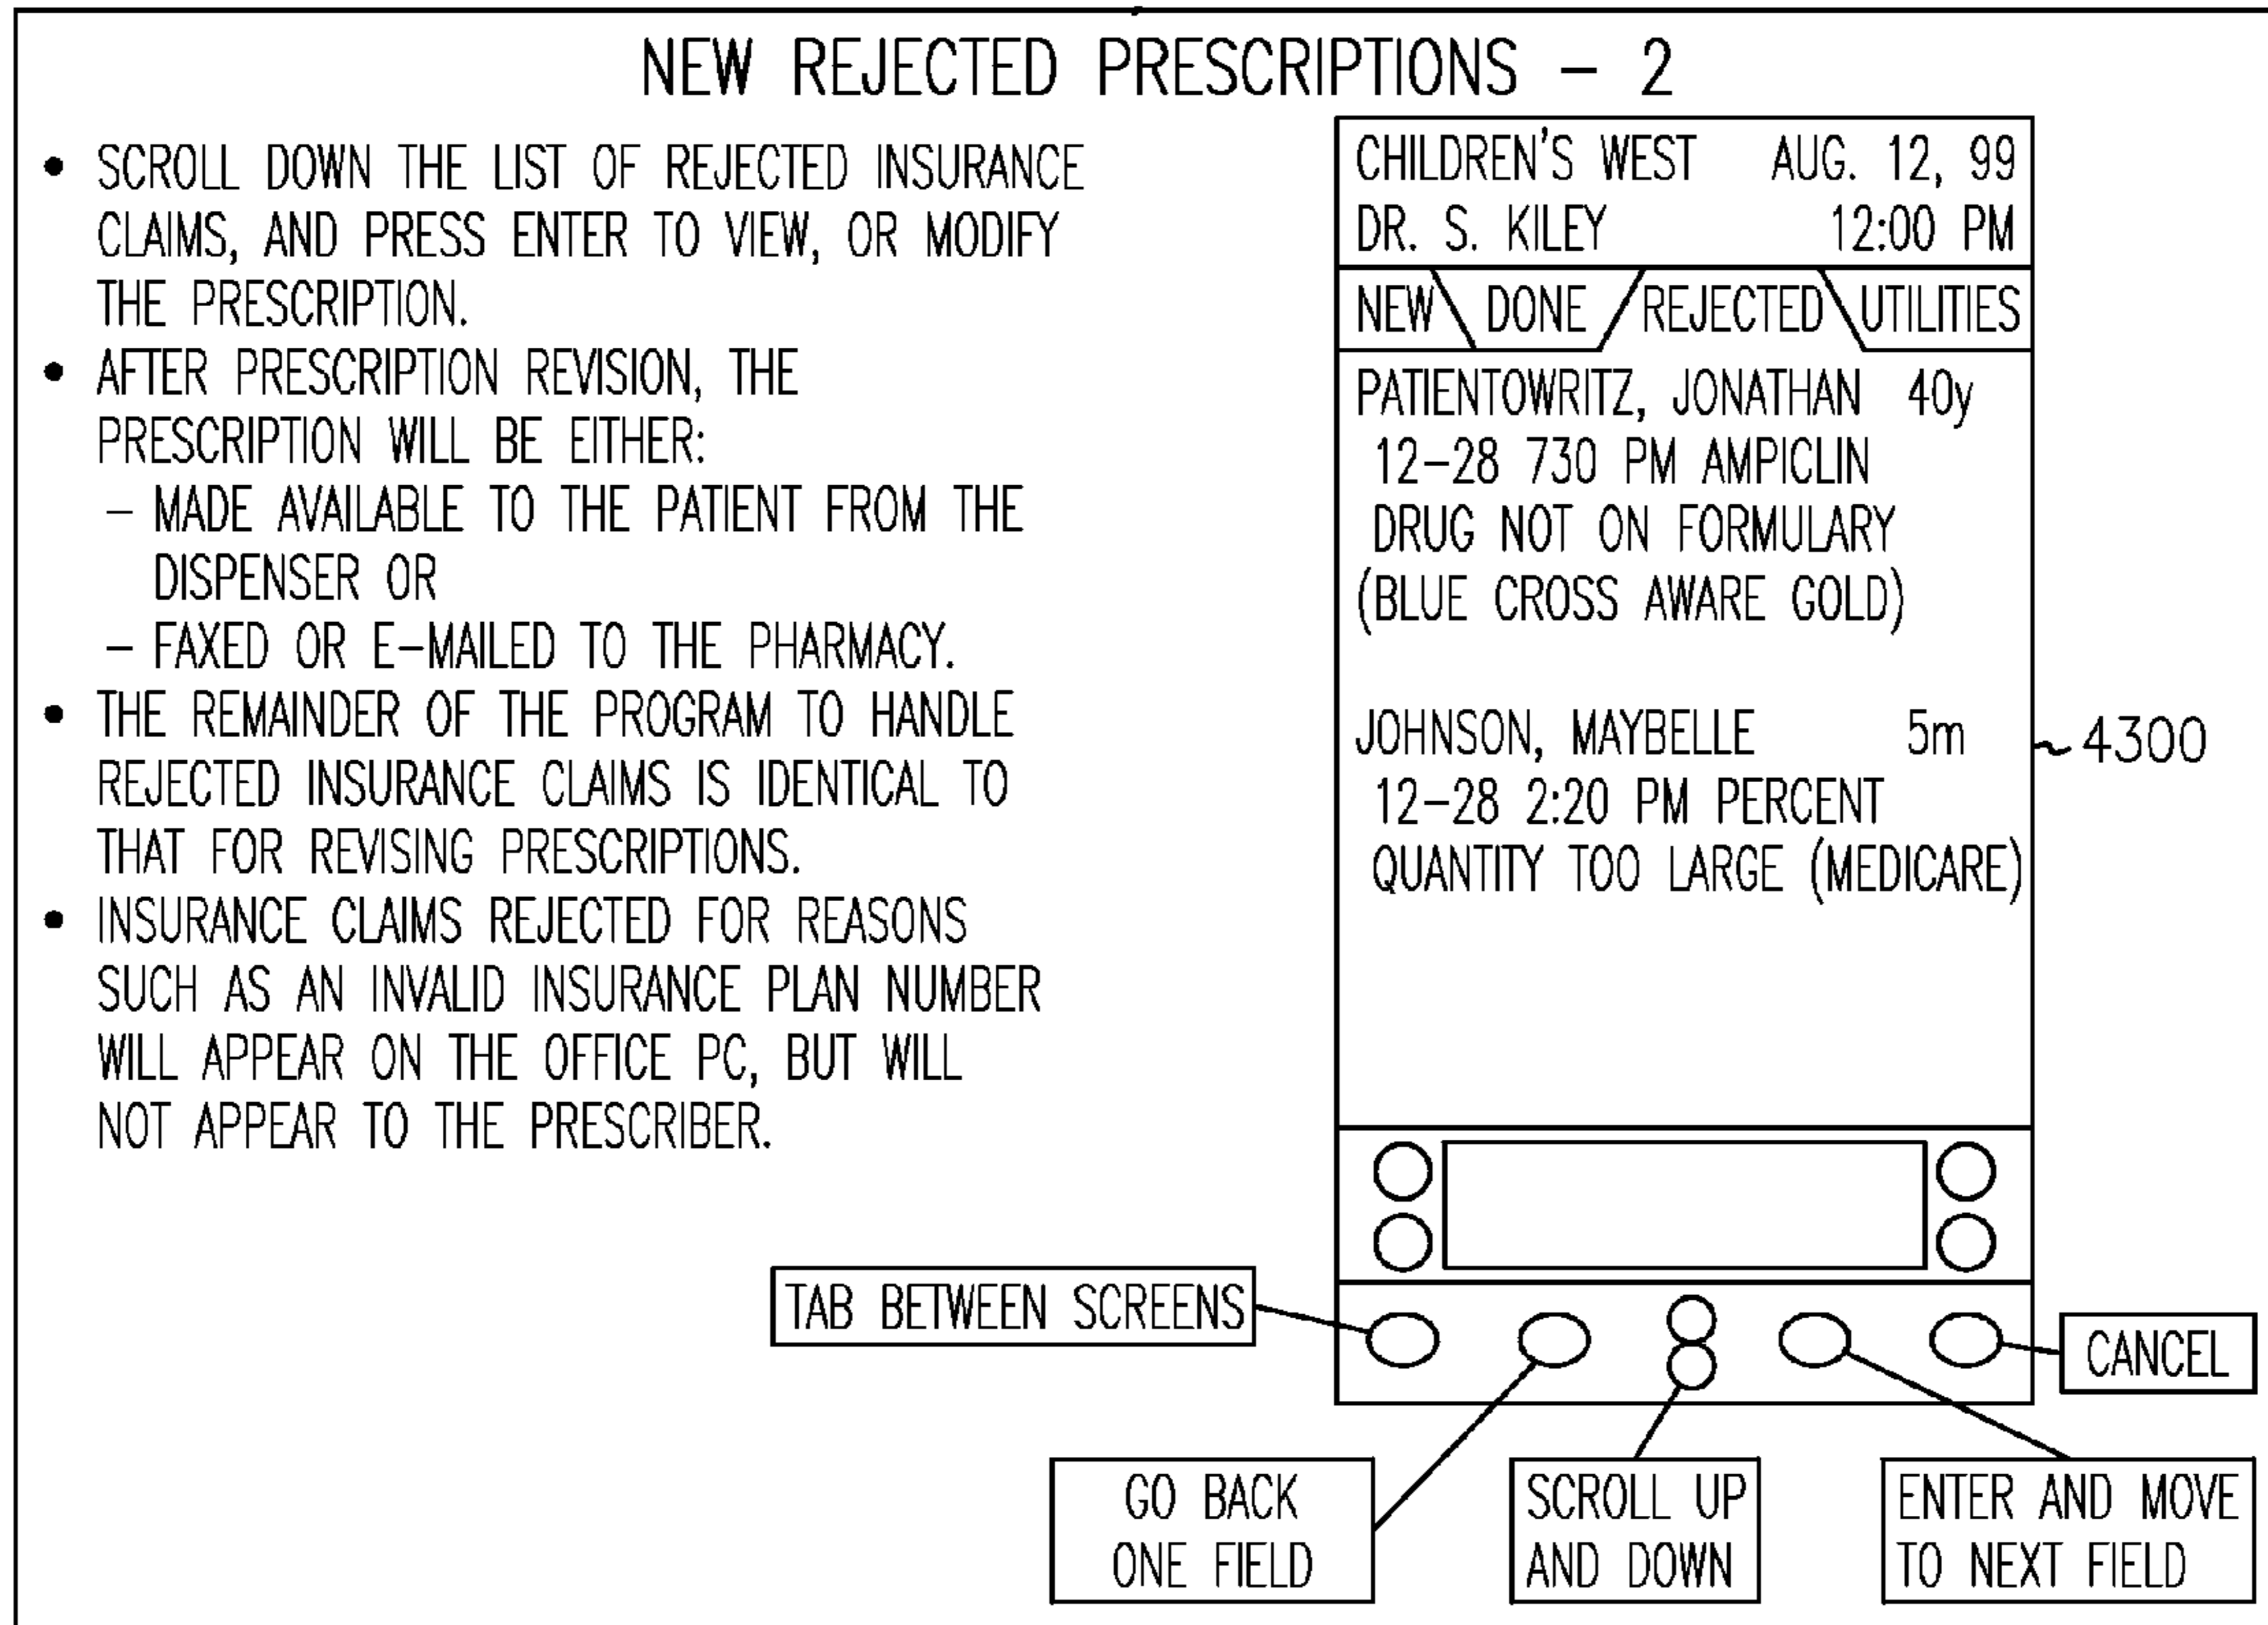 NEW REJECTED PRESCRIPTIONS – 2
• SCROLL DOWN THE LIST OF REJECTED INSURANCE
CLAIMS, AND PRESS ENTER TO VIEW, OR MODIFY
THE PRESCRIPTION.
• AFTER PRESCRIPTION REVISION, THE
PRESCRIPTION WILL BE EITHER:
– MADE AVAILABLE TO THE PATIENT FROM THE
DISPENSER OR
– FAXED OR E–MAILED TO THE PHARMACY.
• THE REMAINDER OF THE PROGRAM TO HANDLE
REJECTED INSURANCE CLAIMS IS IDENTICAL TO
THAT FOR REVISING PRESCRIPTIONS.
• INSURANCE CLAIMS REJECTED FOR REASONS
SUCH AS AN INVALID INSURANCE PLAN NUMBER
WILL APPEAR ON THE OFFICE PC, BUT WILL
NOT APPEAR TO THE PRESCRIBER.
CHILDREN'S WEST AUG. 12, 99
DR. S. KILEY 12:00 PM
NEW DONE REJECTED UTILITIES
PATIENTOWRITZ, JONATHAN 40y
12–28 730 PM AMPICLIN
DRUG NOT ON FORMULARY
(BLUE CROSS AWARE GOLD)
JOHNSON, MAYBELLE 5m
12–28 2:20 PM PERCENT
QUANTITY TOO LARGE (MEDICARE)
4300
TAB BETWEEN SCREENS
CANCEL
GO BACK
ONE FIELD
SCROLL UP
AND DOWN
ENTER AND MOVE
TO NEXT FIELD